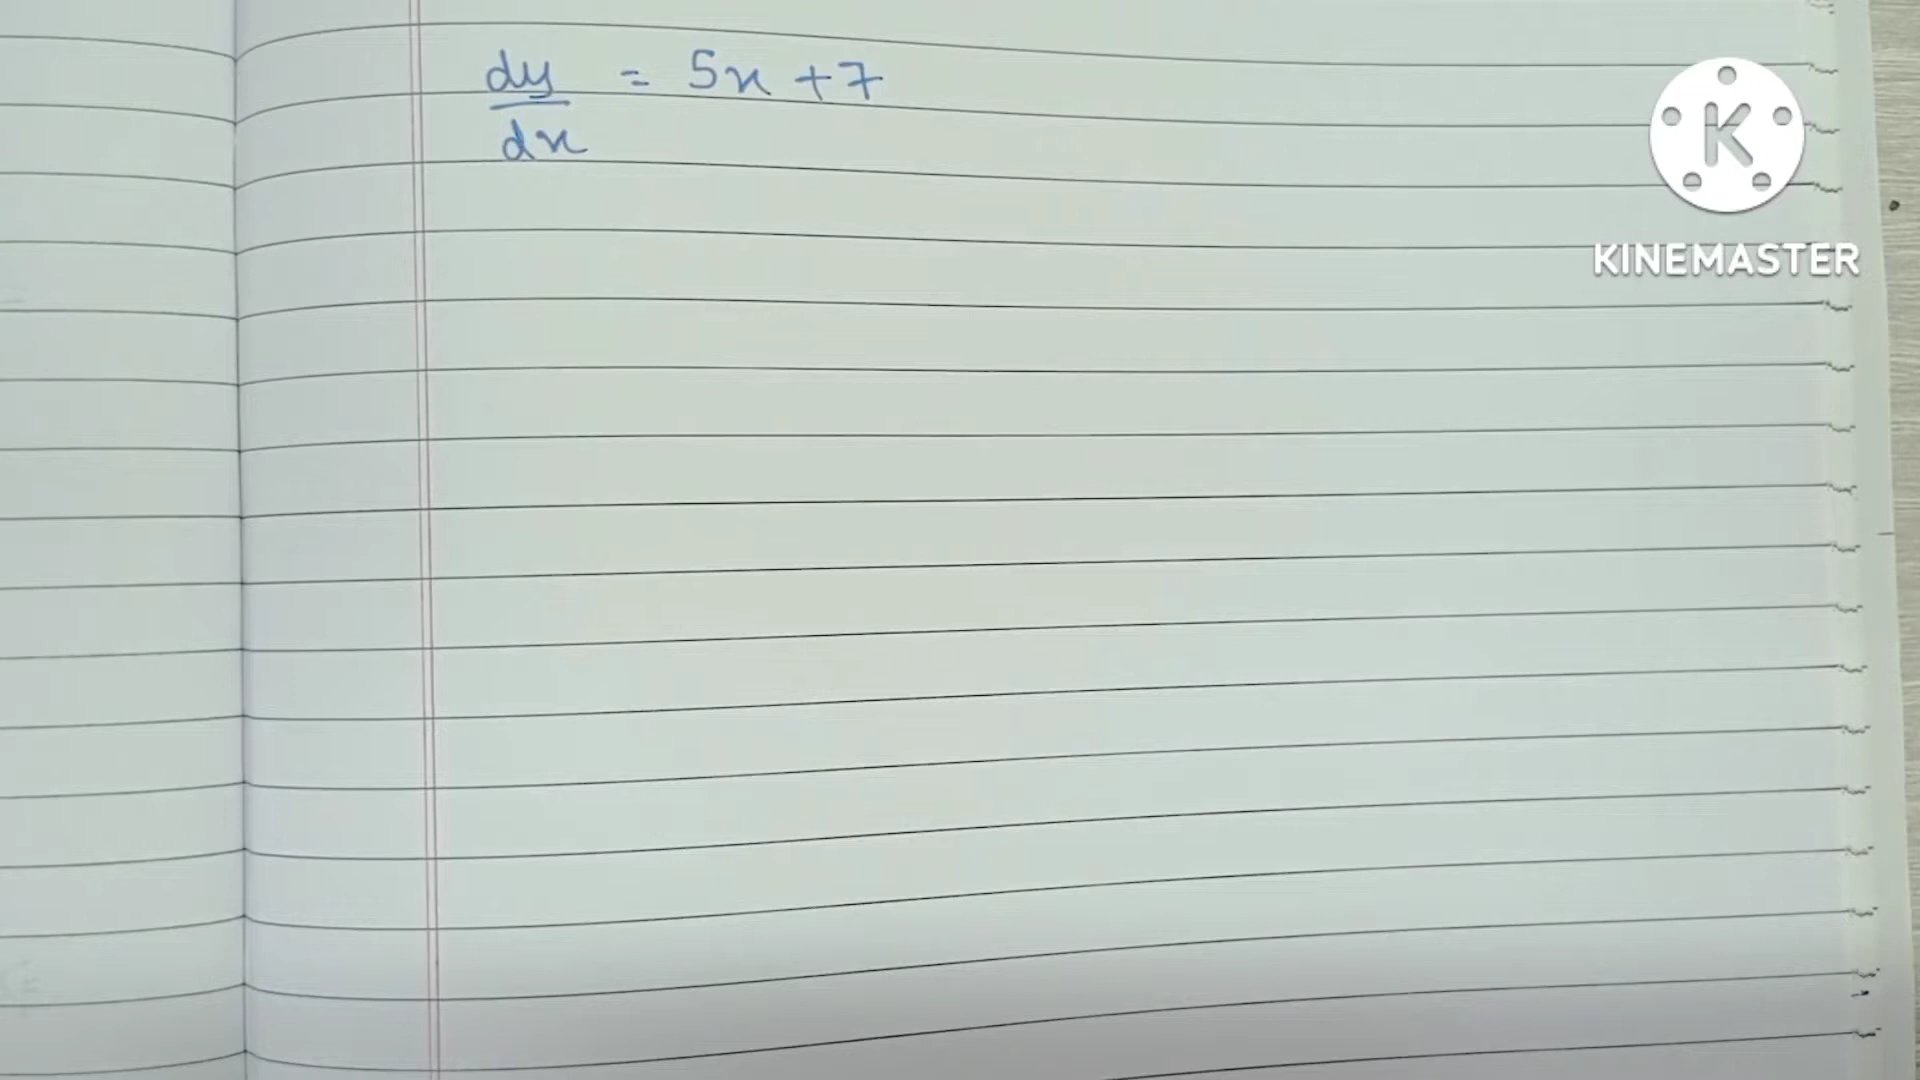 dy/dx = 5x + 7
K
KINEMASTER